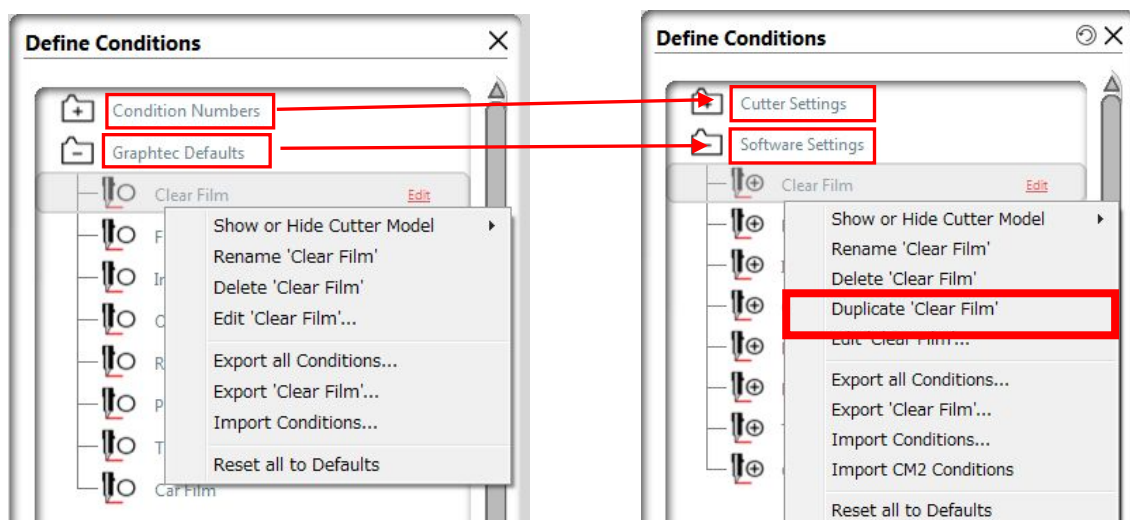 Define Conditions
Condition Numbers
Graphtec Defaults
Clear Film
Edit
Show or Hide Cutter Model
Rename 'Clear Film'
Delete 'Clear Film'
Edit 'Clear Film'...
Export all Conditions...
Export 'Clear Film'...
Import Conditions...
Reset all to Defaults
Car Film
Define Conditions
Cutter Settings
Software Settings
Clear Film
Edit
Show or Hide Cutter Model
Rename 'Clear Film'
Delete 'Clear Film'
Duplicate 'Clear Film'
Edit 'Clear Film'...
Export all Conditions...
Export 'Clear Film'...
Import Conditions...
Import CM2 Conditions
Reset all to Defaults